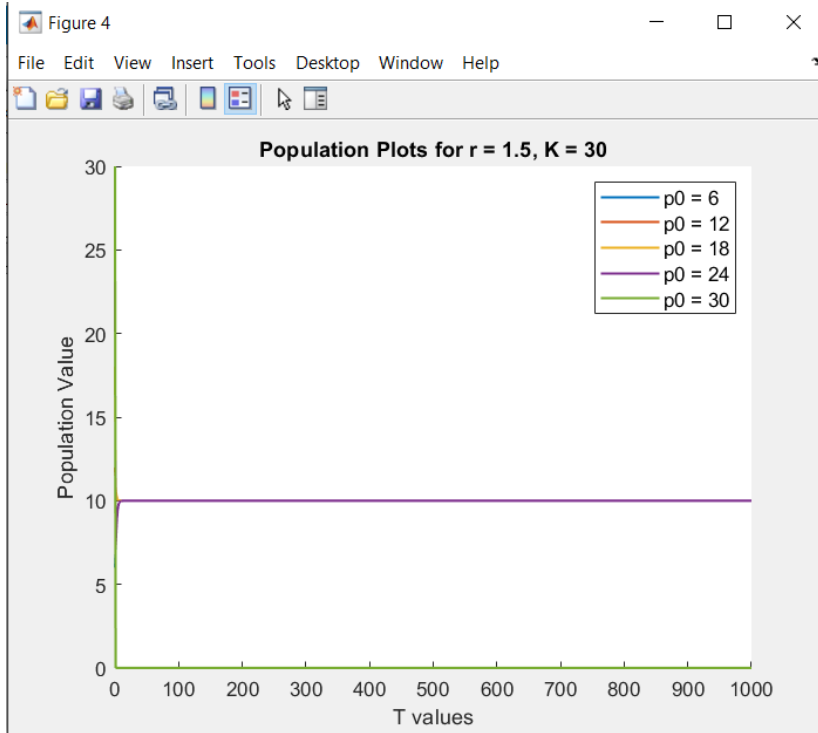 Figure 4
File Edit View Insert Tools Desktop Window Help
Population Plots for r = 1.5, K = 30
30
25
20
15
10
5
0
Population Value
p0 = 6
p0 = 12
p0 = 18
p0 = 24
p0 = 30
0 100 200 300 400 500 600 700 800 900 1000
T values